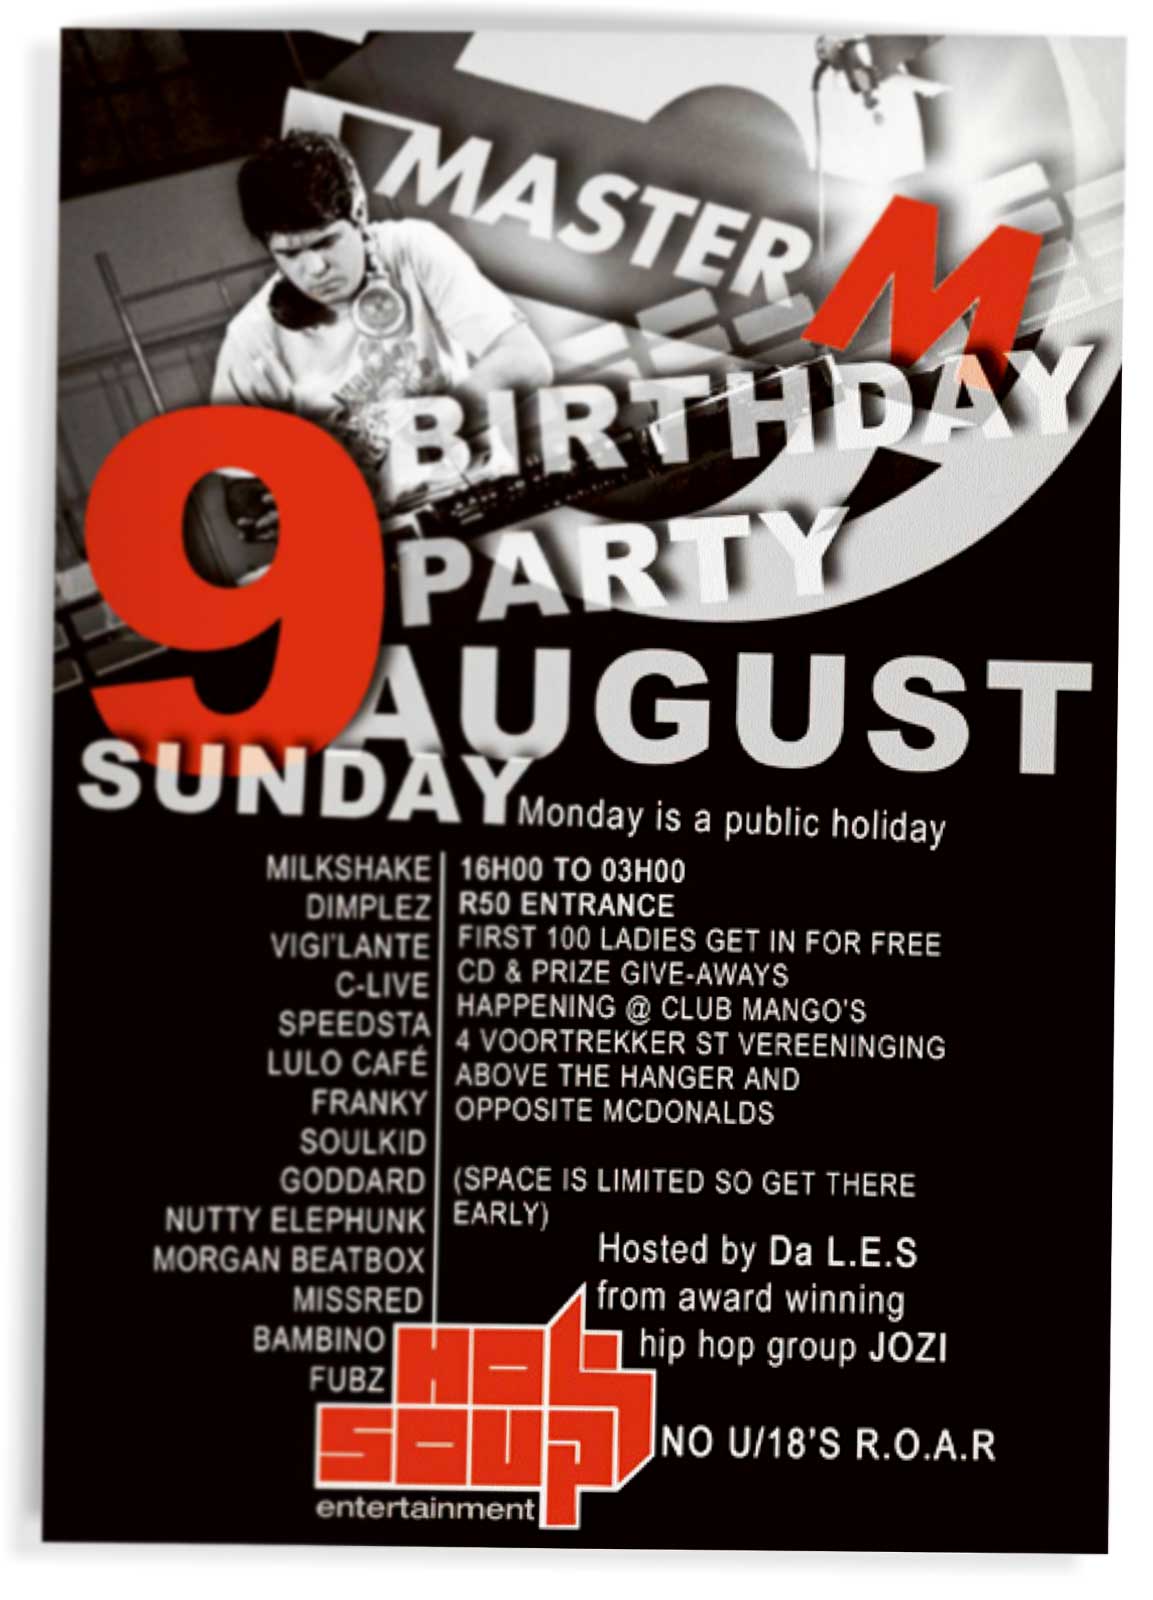 MASTER M
BIRTHDAY
PARTY
9 AUGUST
SUNDAY
Monday is a public holiday
MILKSHAKE
DIMPLEZ
VIGI'LANTE
C-LIVE
SPEEDSTA
LULO CAFÉ
FRANKY
SOULKID
GODDARD
NUTTY ELEPHUNK
MORGAN BEATBOX
MISSRED
BAMBINO
FUBZ
16H00 TO 03H00
R50 ENTRANCE
FIRST 100 LADIES GET IN FOR FREE
CD & PRIZE GIVE-AWAYS
HAPPENING @ CLUB MANGO'S
4 VOORTREKKER ST VEREENINGING
ABOVE THE HANGER AND
OPPOSITE MCDONALDS
(SPACE IS LIMITED SO GET THERE
EARLY)
Hosted by Da L.E.S
from award winning
hip hop group JOZI
HOT
SOUP
entertainment
NO U/18'S R.O.A.R